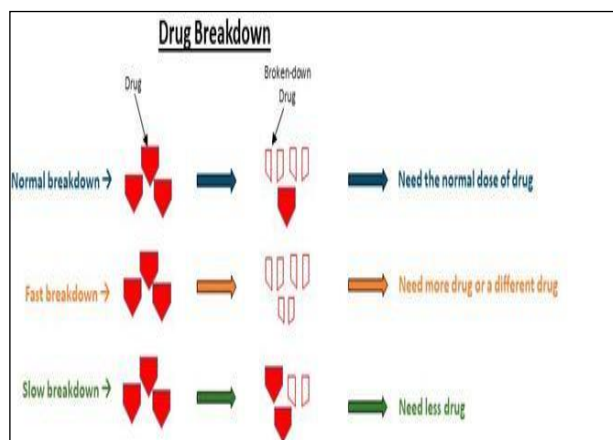 Drug Breakdown
Drug
Broken-down
Drug
Normal breakdown →
Need the normal dose of drug
Fast breakdown →
Need more drug or a different drug
Slow breakdown →
Need less drug